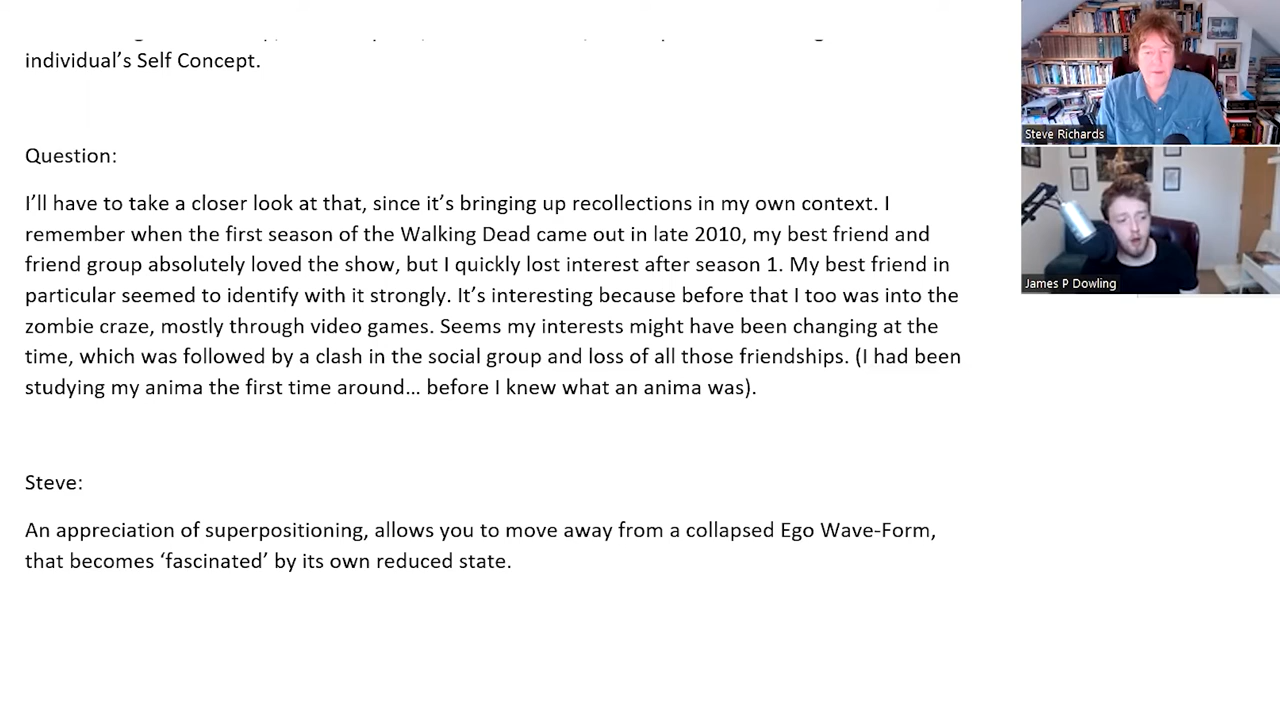 individual's Self Concept.
Question:
I'll have to take a closer look at that, since it's bringing up recollections in my own context. I
remember when the first season of the Walking Dead came out in late 2010, my best friend and
friend group absolutely loved the show, but I quickly lost interest after season 1. My best friend in
particular seemed to identify with it strongly. It's interesting because before that I too was into the
zombie craze, mostly through video games. Seems my interests might have been changing at the
time, which was followed by a clash in the social group and loss of all those friendships. (I had been
studying my anima the first time around… before I knew what an anima was).
Steve:
An appreciation of superpositioning, allows you to move away from a collapsed Ego Wave-Form,
that becomes 'fascinated' by its own reduced state.
Steve Richards
James P Dowling